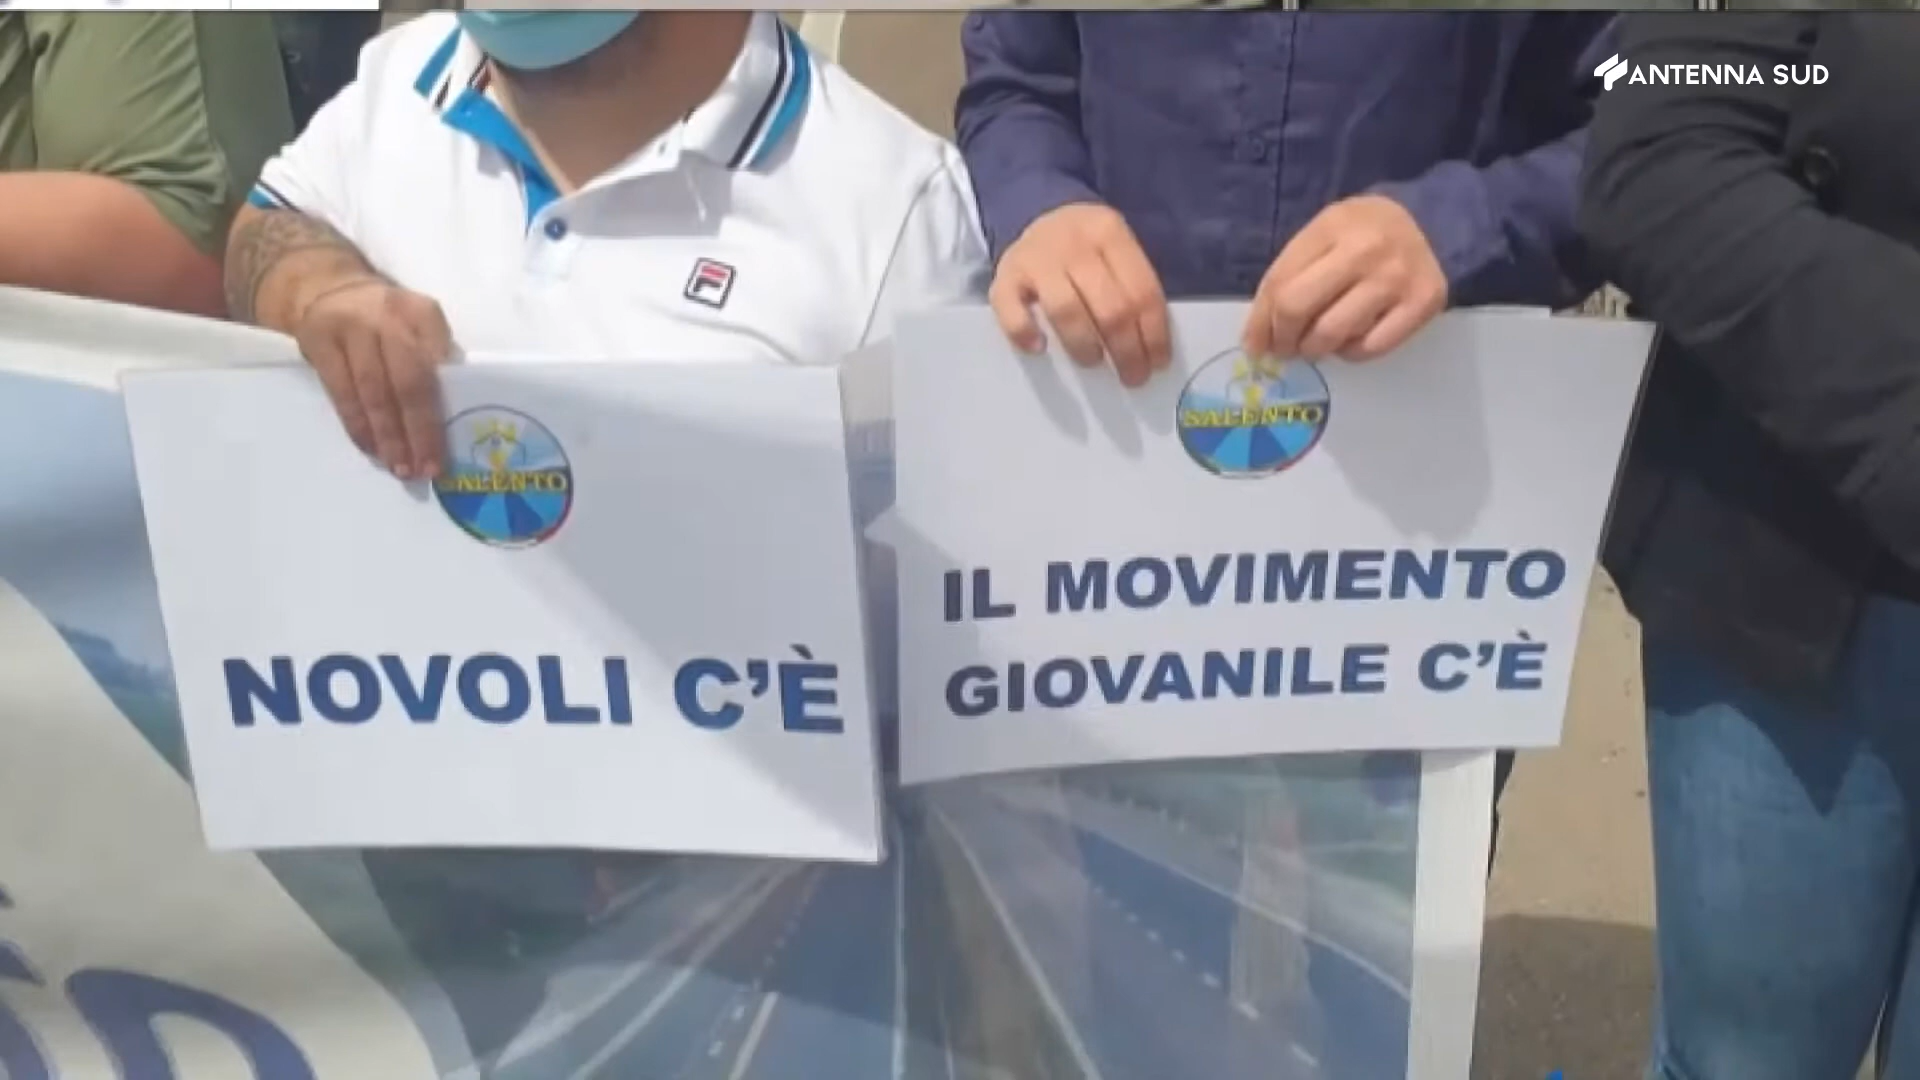 ANTENNA SUD
SALENTO
NOVOLI C'È
SALENTO
IL MOVIMENTO
GIOVANILE C'È